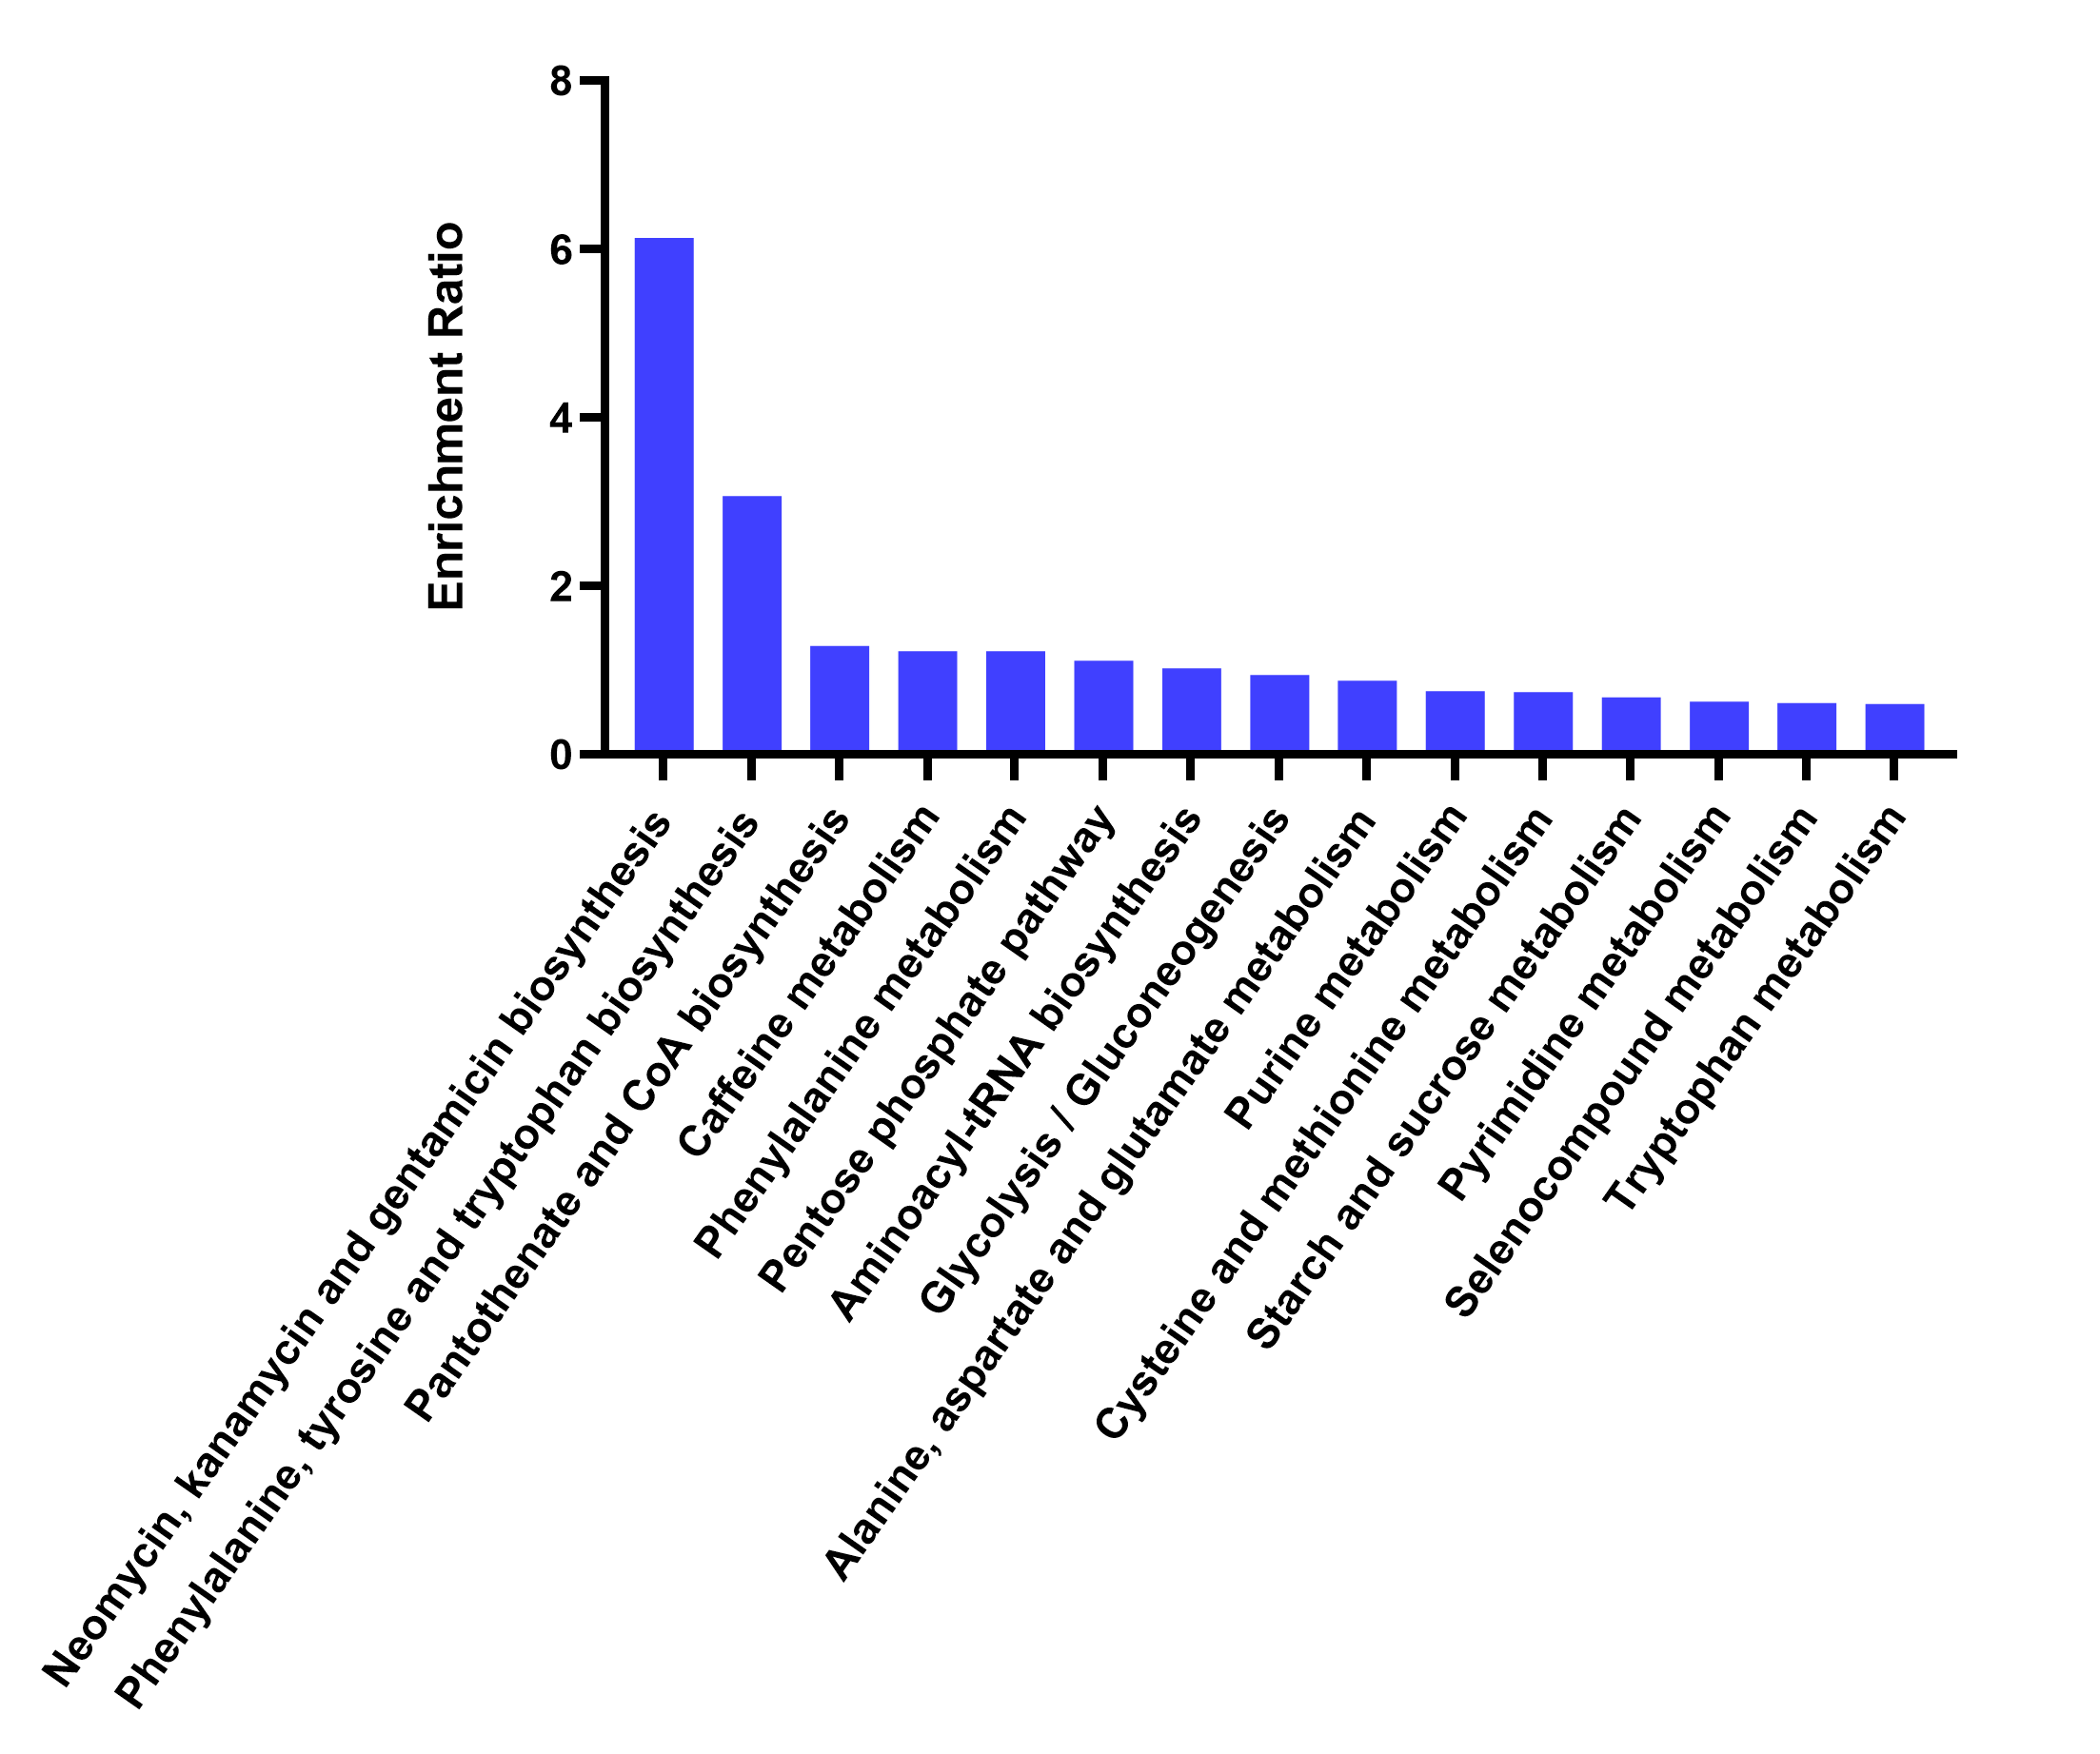 8
6
4
2
0
Enrichment Ratio
Neomycin, kanamycin and gentamicin biosynthesis
Phenylalanine, tyrosine and tryptophan biosynthesis
Pantothenate and CoA biosynthesis
Caffeine metabolism
Phenylalanine metabolism
Pentose phosphate pathway
Aminoacyl-tRNA biosynthesis
Glycolysis / Gluconeogenesis
Alanine, aspartate and glutamate metabolism
Purine metabolism
Cysteine and methionine metabolism
Starch and sucrose metabolism
Pyrimidine metabolism
Selenocompound metabolism
Tryptophan metabolism